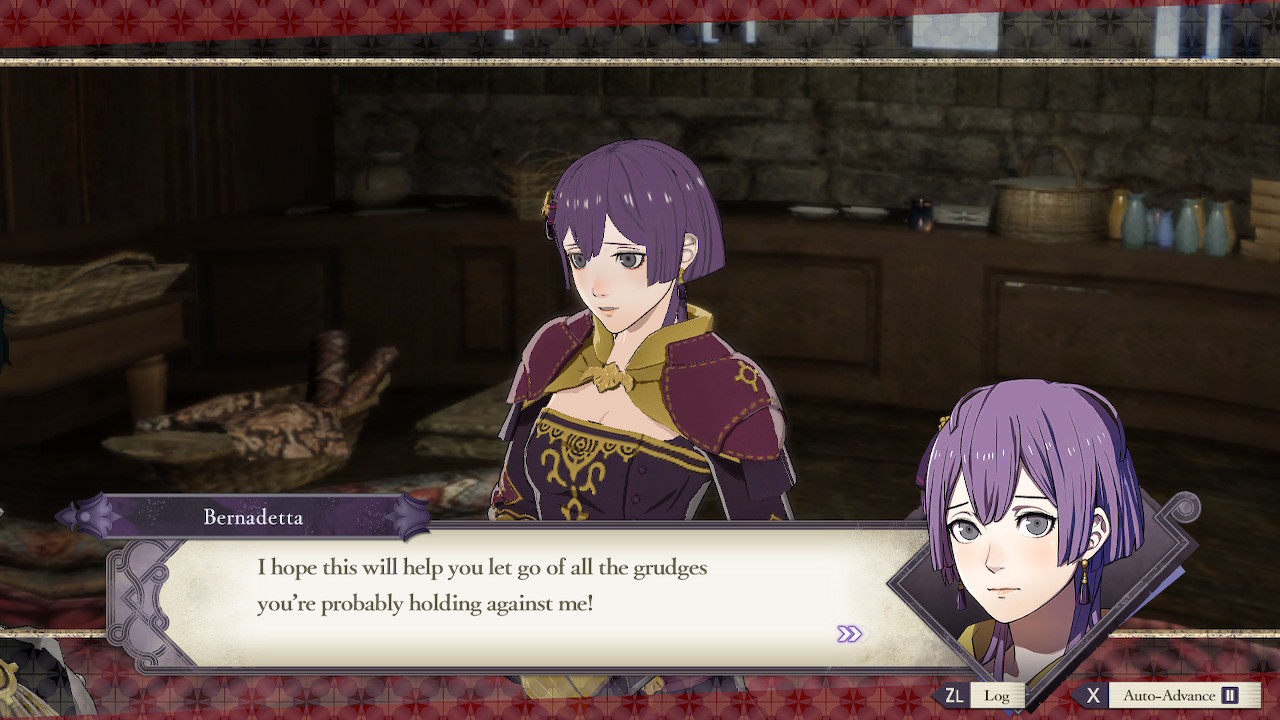 Bernadetta
I hope this will help you let go of all the grudges
you're probably holding against me!
ZL Log
X Auto-Advance